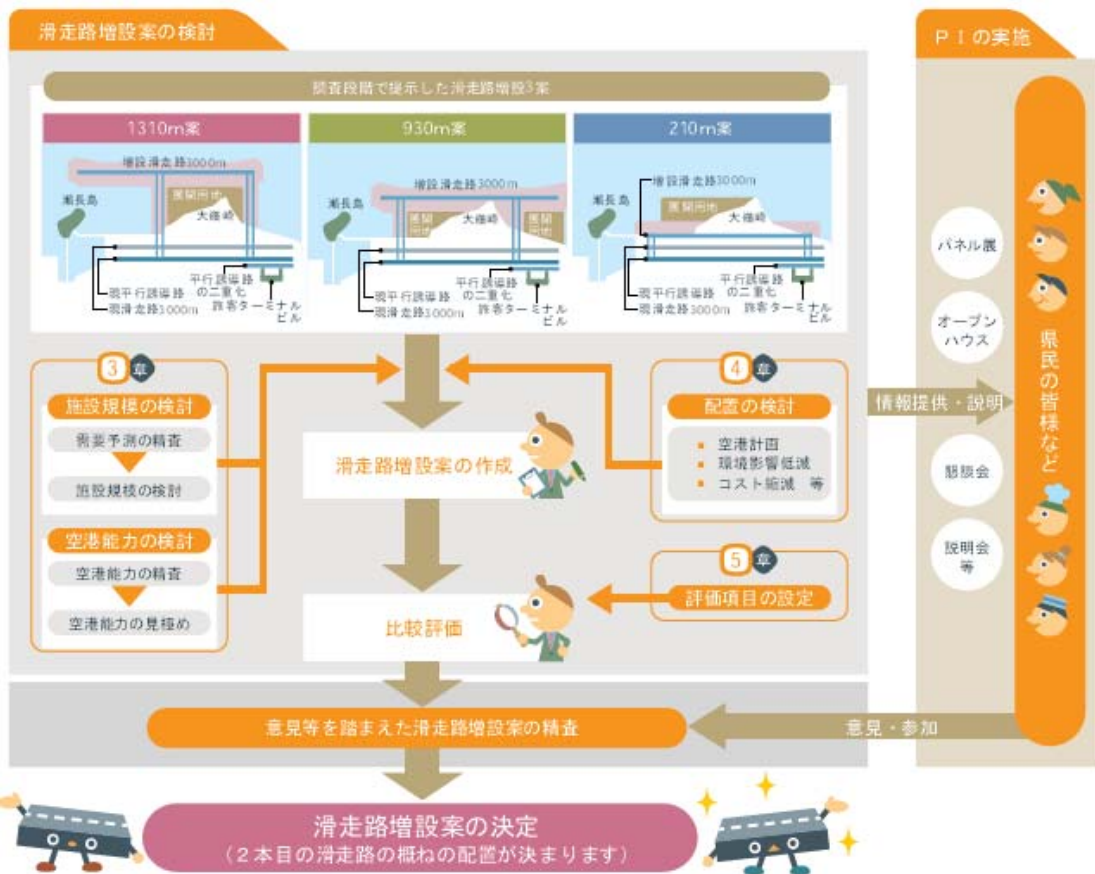 滑走路増設案の検討
調査段階で提示した滑走路増設3案
1310m案
増設滑走路3000m
瀬長島
展開用地
大嶺崎
平行誘導路
の二重化
現平行誘導路
現滑走路3000m
旅客ターミナル
ビル
930m案
増設滑走路3000m
瀬長島
展開
用地
大嶺崎
展開
用地
平行誘導路
の二重化
現平行誘導路
現滑走路3000m
旅客ターミナル
ビル
210m案
増設滑走路3000m
瀬長島
展開用地
大嶺崎
平行誘導路
の二重化
現平行誘導路
現滑走路3000m
旅客ターミナル
ビル
3 章
施設規模の検討
需要予測の精査
施設規模の検討
空港能力の検討
空港能力の精査
空港能力の見極め
滑走路増設案の作成
4 章
配置の検討
▪ 空港計画
▪ 環境影響低減
▪ コスト縮減 等
5 章
評価項目の設定
比較評価
意見等を踏まえた滑走路増設案の精査
滑走路増設案の決定
(2本目の滑走路の概ねの配置が決まります)
PIの実施
パネル展
オープン
ハウス
情報提供・説明
懇談会
説明会
等
県民の皆様など
意見・参加